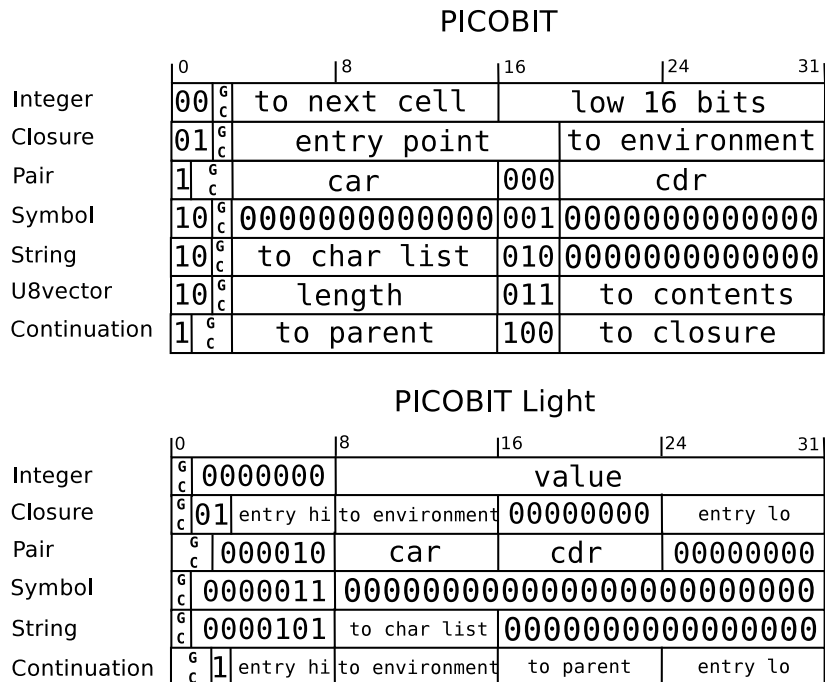 PICOBIT
0 8 16 24 31
Integer 00 GC to next cell low 16 bits
Closure 01 GC entry point to environment
Pair 1 GC car 000 cdr
Symbol 10 GC 0000000000000 001 0000000000000
String 10 GC to char list 010 0000000000000
U8vector 10 GC length 011 to contents
Continuation 1 GC to parent 100 to closure
PICOBIT Light
0 8 16 24 31
Integer GC 0000000 value
Closure GC 01 entry hi to environment 00000000 entry lo
Pair GC 000010 car cdr 00000000
Symbol GC 0000011 000000000000000000000000
String GC 0000101 to char list 0000000000000000
Continuation GC 1 entry hi to environment to parent entry lo